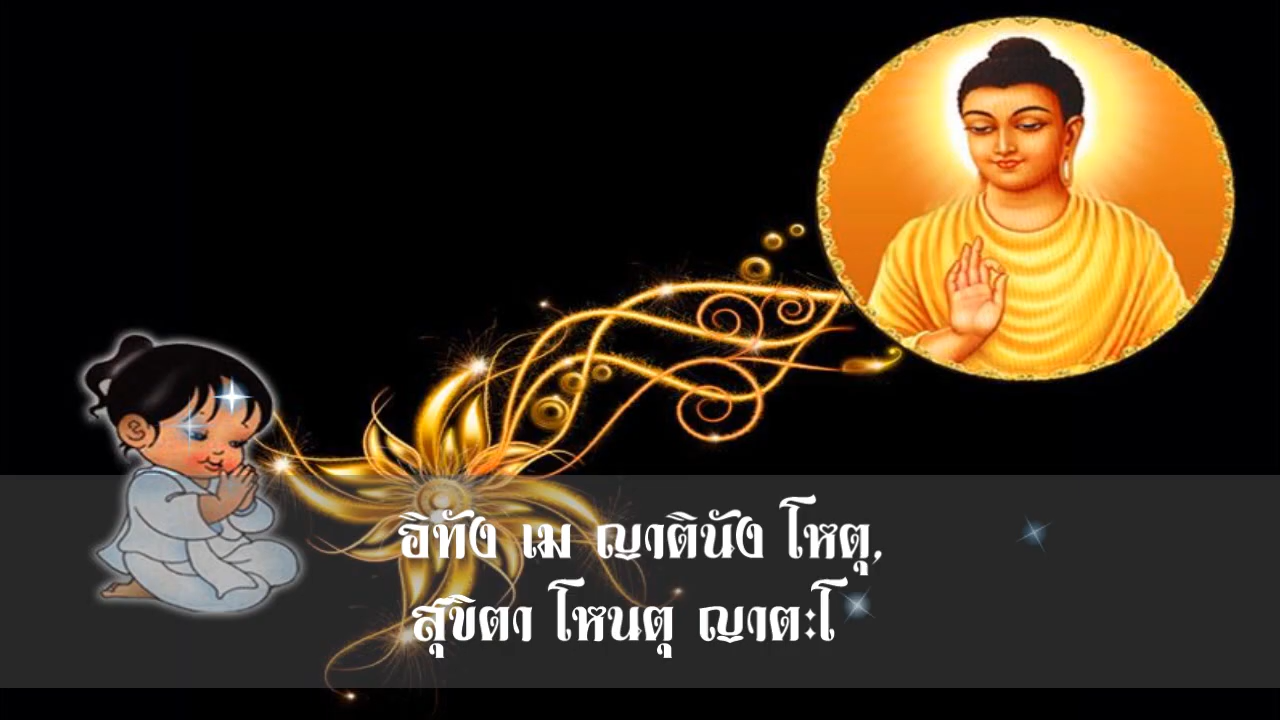 อิทัง เม ญาตินัง โหตุ,
สุขิตา โหนตุ ญาตะโ